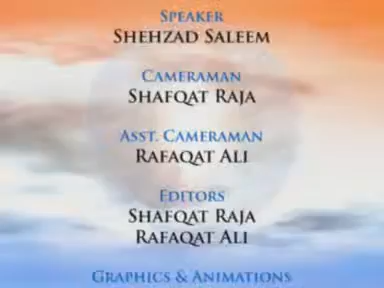 Speaker
Shehzad Saleem
Cameraman
Shafqat Raja
Asst. Cameraman
Rafaqat Ali
Editors
Shafqat Raja
Rafaqat Ali
Graphics & Animations